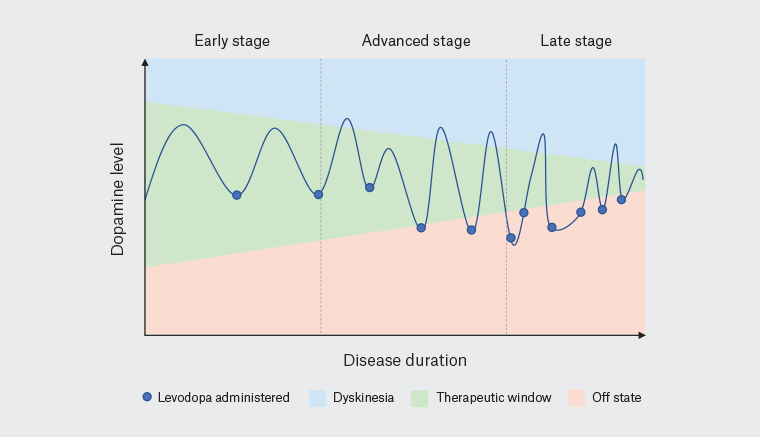 Early stage
Advanced stage
Late stage
Dopamine level
Disease duration
Levodopa administered
Dyskinesia
Therapeutic window
Off state